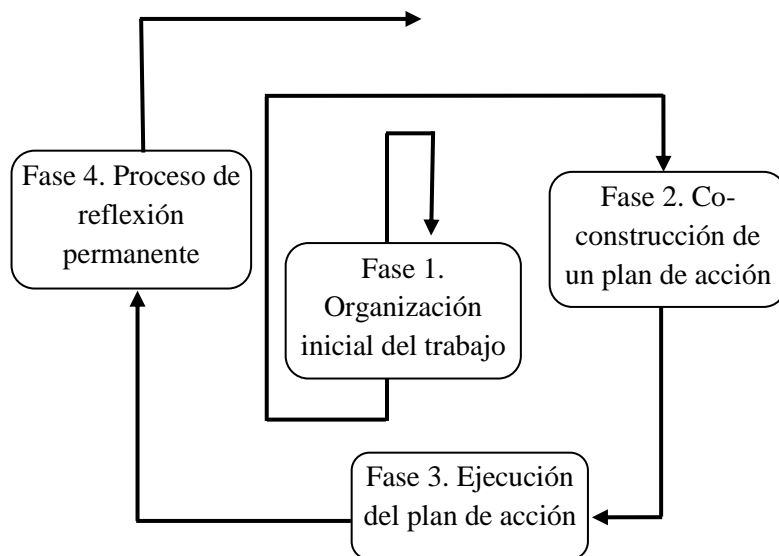 Fase 4. Proceso de
reflexión
permanente
Fase 2. Co-
construcción de
un plan de acción
Fase 1.
Organización
inicial del trabajo
Fase 3. Ejecución
del plan de acción